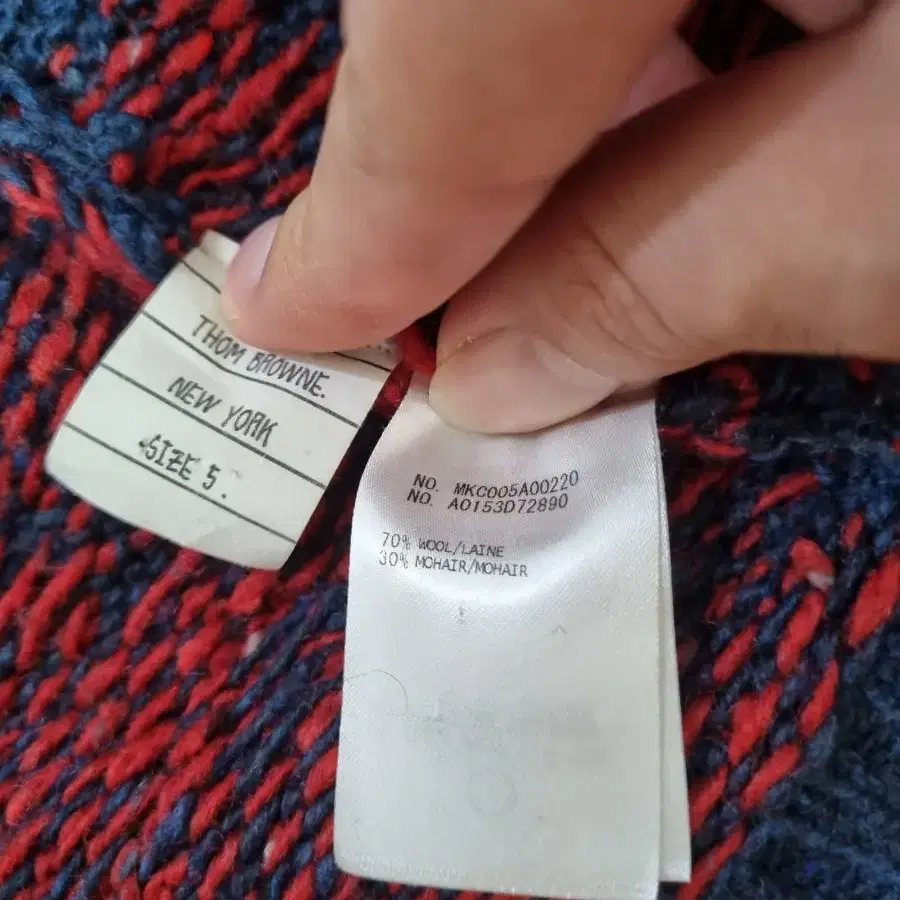 THOM BROWNE.
NEW YORK
SIZE 5.
NO. MKC005A00220
NO. A0153D72890
70% WOOL/LAINE
30% MOHAIR/MOHAIR